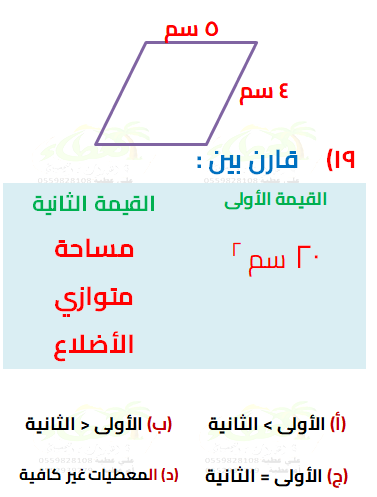 ٥ سم
٤ سم
١٩) قارن بين :
القيمة الأولى
القيمة الثانية
٢٠ سم ٢
مساحة
متوازي
الأضلاع
(أ) الأولى > الثانية
(ب) الأولى < الثانية
(ج) الأولى = الثانية
(د) المعطيات غير كافية